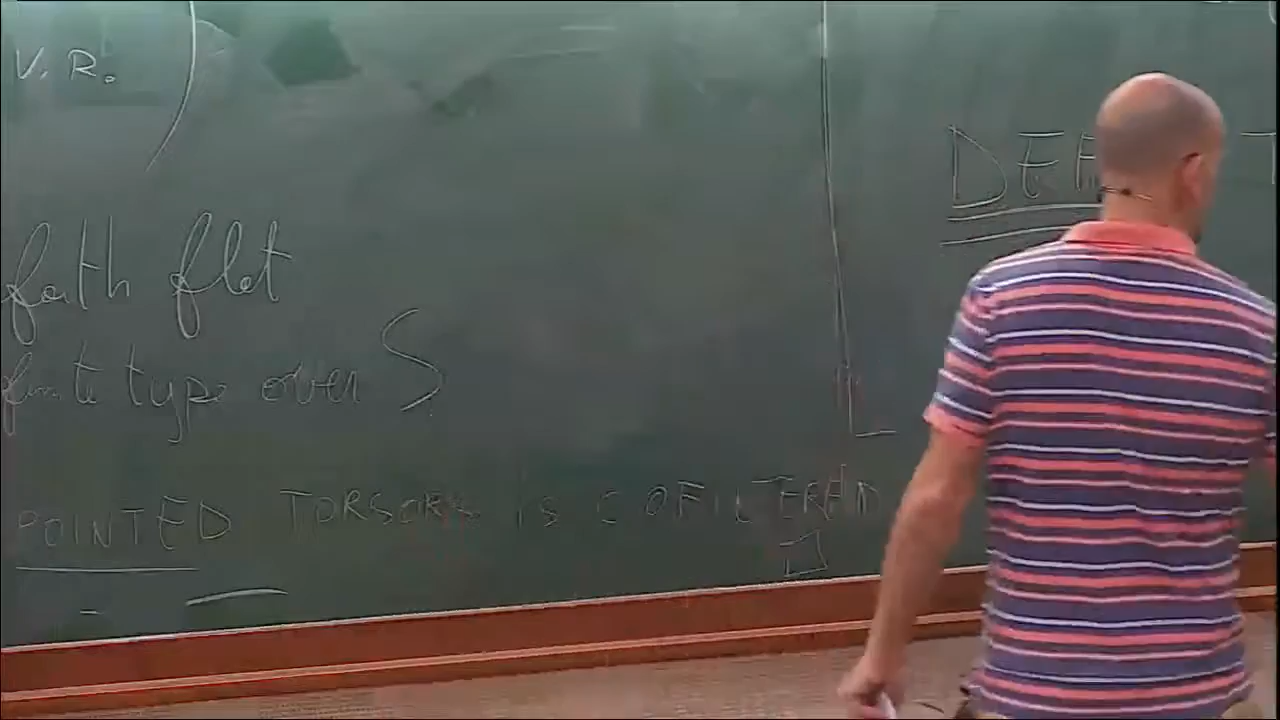 V. R.
faith flat
finite type over S
POINTED TORSORS IS COFILTERED
DEF